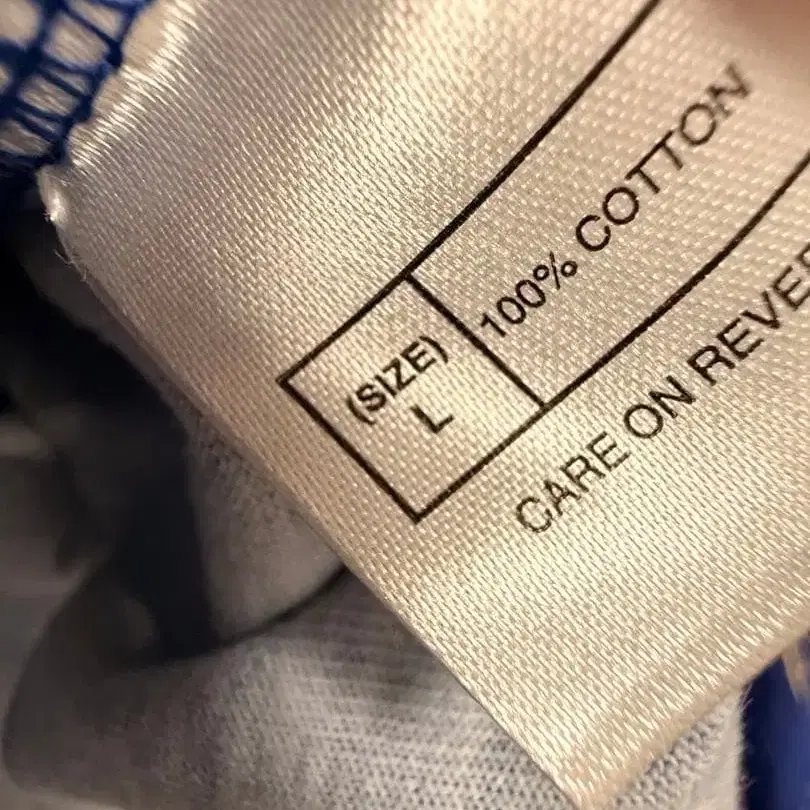 100% COTTON
(SIZE)
L
CARE ON